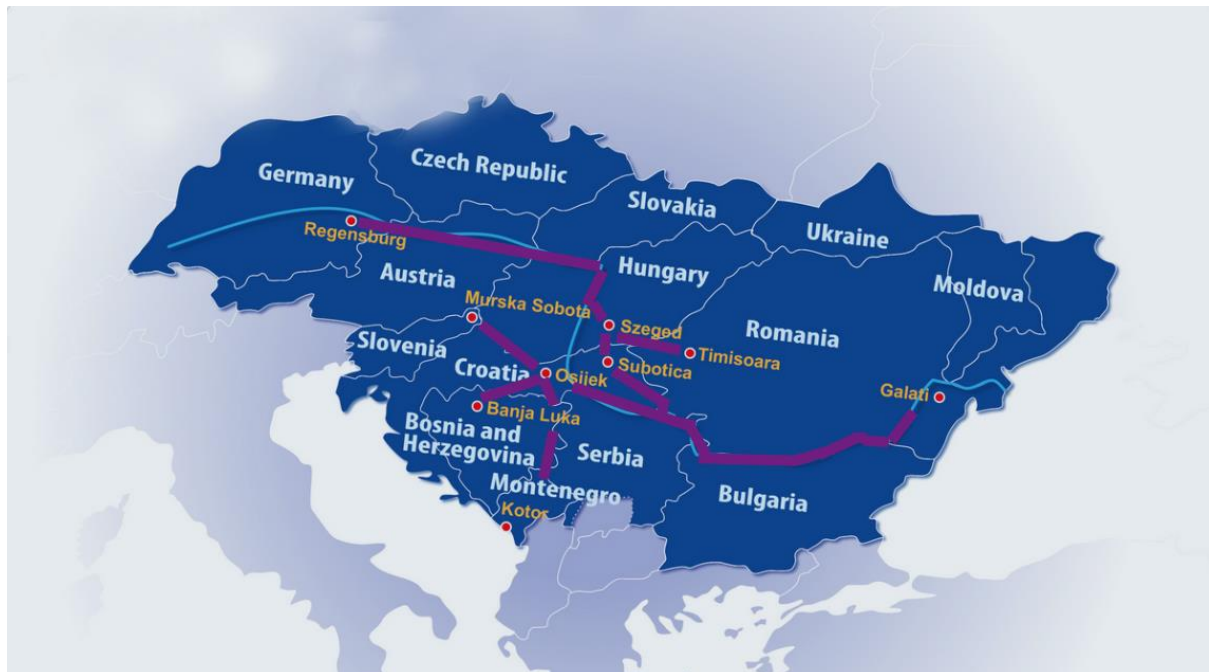 Czech Republic
Germany
Slovakia
Regensburg
Ukraine
Hungary
Austria
Moldova
Murska Sobota
Szeged
Romania
Slovenia
Timisoara
Croatia
Osijek
Subotica
Galati
Banja Luka
Bosnia and
Herzegovina
Serbia
Montenegro
Bulgaria
Kotor